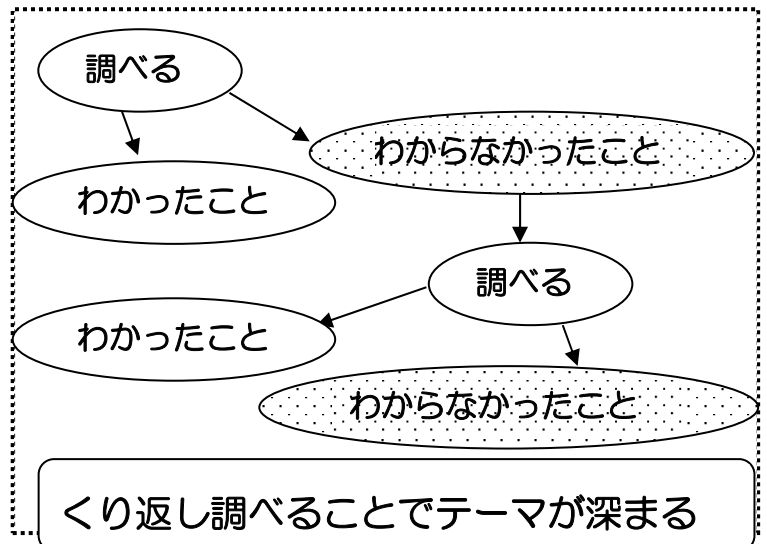 調べる
わからなかったこと
わかったこと
調べる
わかったこと
わからなかったこと
くり返し調べることでテーマが深まる